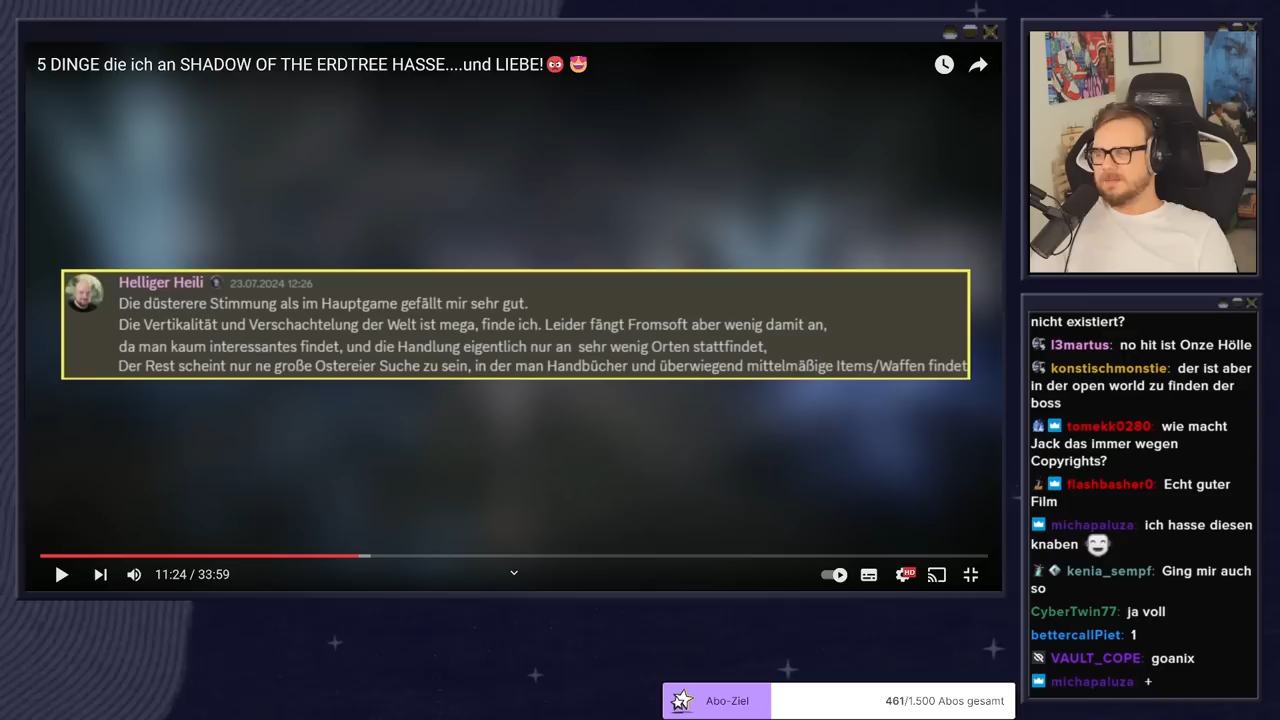 5 DINGE die ich an SHADOW OF THE ERDTREE HASSE....und LIEBE!😡 😍
Helliger Heili 23.07.2024 12:26
Die düsterere Stimmung als im Hauptgame gefällt mir sehr gut.
Die Vertikalität und Verschachtelung der Welt ist mega, finde ich. Leider fängt Fromsoft aber wenig damit an,
da man kaum interessantes findet, und die Handlung eigentlich nur an sehr wenig Orten stattfindet,
Der Rest scheint nur ne große Ostereier Suche zu sein, in der man Handbücher und überwiegend mittelmäßige Items/Waffen findet
11:24 / 33:59
HD
nicht existiert?
l3martus: no hit ist Onze Hölle
konstischmonstie: der ist aber
in der open world zu finden der
boss
tomekk0280: wie macht
Jack das immer wegen
Copyrights?
flashbasher0: Echt guter
Film
michapaluza: ich hasse diesen
knaben
kenia_sempf: Ging mir auch
so
CyberTwin77: ja voll
bettercallPiet: 1
VAULT_COPE: goanix
michapaluza: +
Abo-Ziel
461/1.500 Abos gesamt